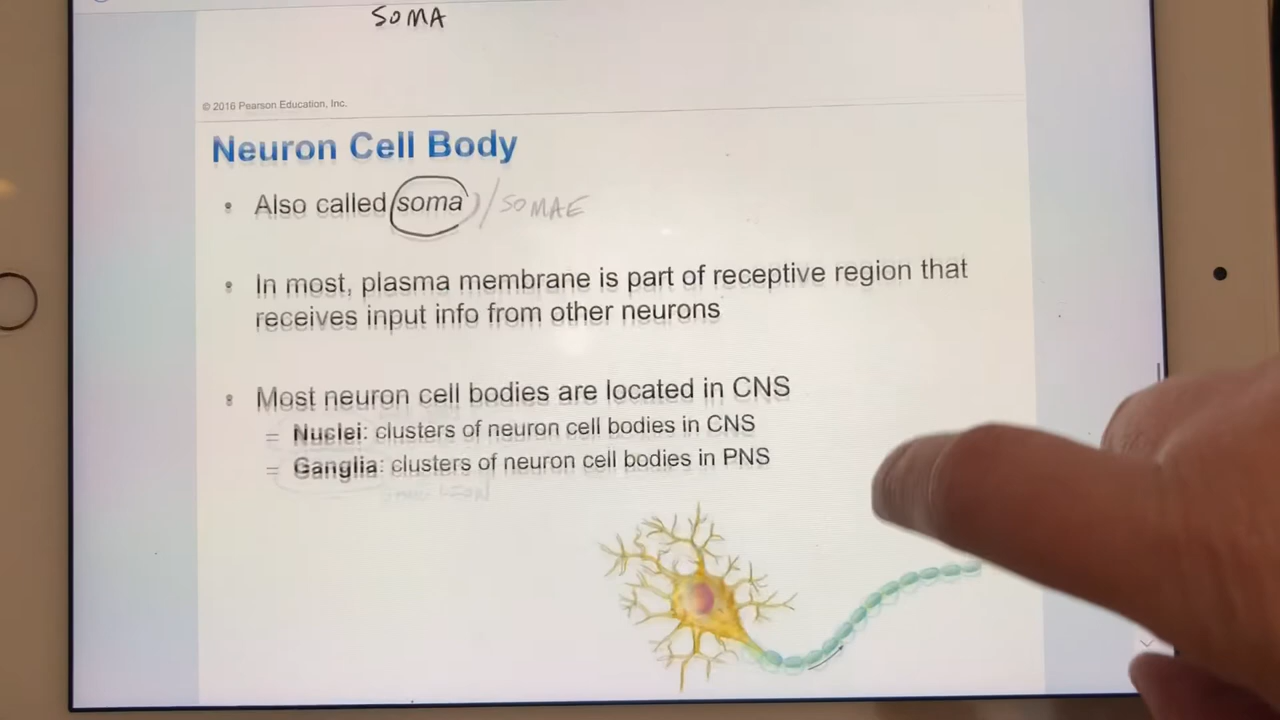 SOMA
© 2016 Pearson Education, Inc.
Neuron Cell Body
• Also called soma / SOMAE
• In most, plasma membrane is part of receptive region that
receives input info from other neurons
• Most neuron cell bodies are located in CNS
– Nuclei: clusters of neuron cell bodies in CNS
– Ganglia: clusters of neuron cell bodies in PNS